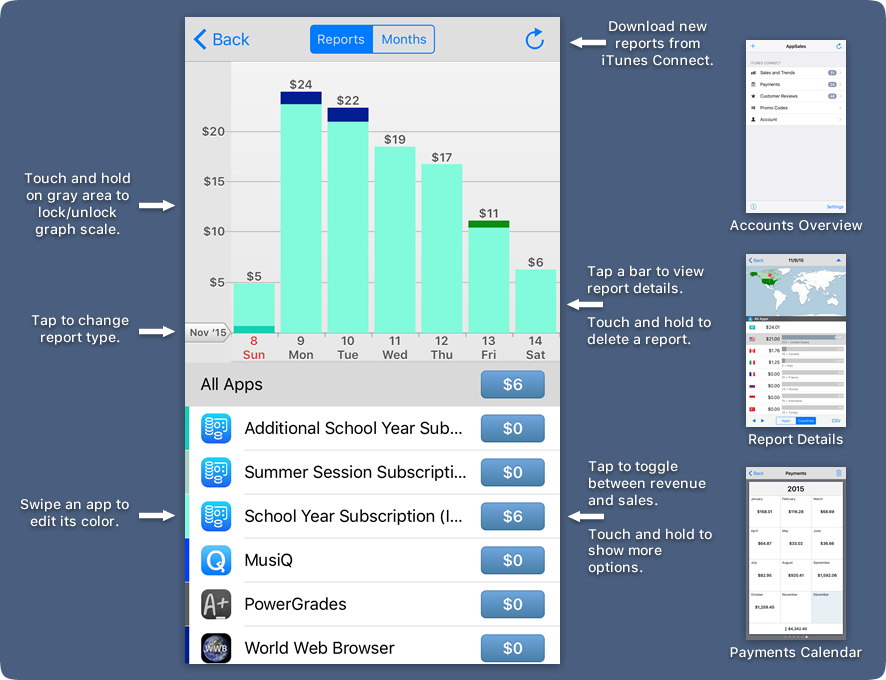 Back
Reports
Months
Download new
reports from
iTunes Connect.
$24
$22
$20
$19
$17
$15
$11
$10
$6
$5
$5
Nov '15
8
Sun
9
Mon
10
Tue
11
Wed
12
Thu
13
Fri
14
Sat
Touch and hold
on gray area to
lock/unlock
graph scale.
Tap to change
report type.
Tap a bar to view
report details.
Touch and hold to
delete a report.
All Apps
$6
Additional School Year Sub...
$0
Summer Session Subscripti...
$0
School Year Subscription (I...
$6
MusiQ
$0
A+
PowerGrades
$0
WWB
World Web Browser
$0
Swipe an app to
edit its color.
Tap to toggle
between revenue
and sales.
Touch and hold to
show more
options.
AppSales
ITUNES CONNECT
Sales and Trends
Payments
Customer Reviews
Promo Codes
Account
Settings
Accounts Overview
Back
11/9/15
All Apps
$24.01
$21.00
$1.76
$1.25
$0.00
$0.00
$0.00
$0.00
Apps
Countries
CSV
Report Details
Back
Payments
2015
January
February
March
$168.01
$116.28
$68.69
April
May
June
$64.87
$33.02
$36.66
July
August
September
$82.95
$920.41
$1,592.06
October
November
December
$1,259.45
Σ $4,342.40
Payments Calendar